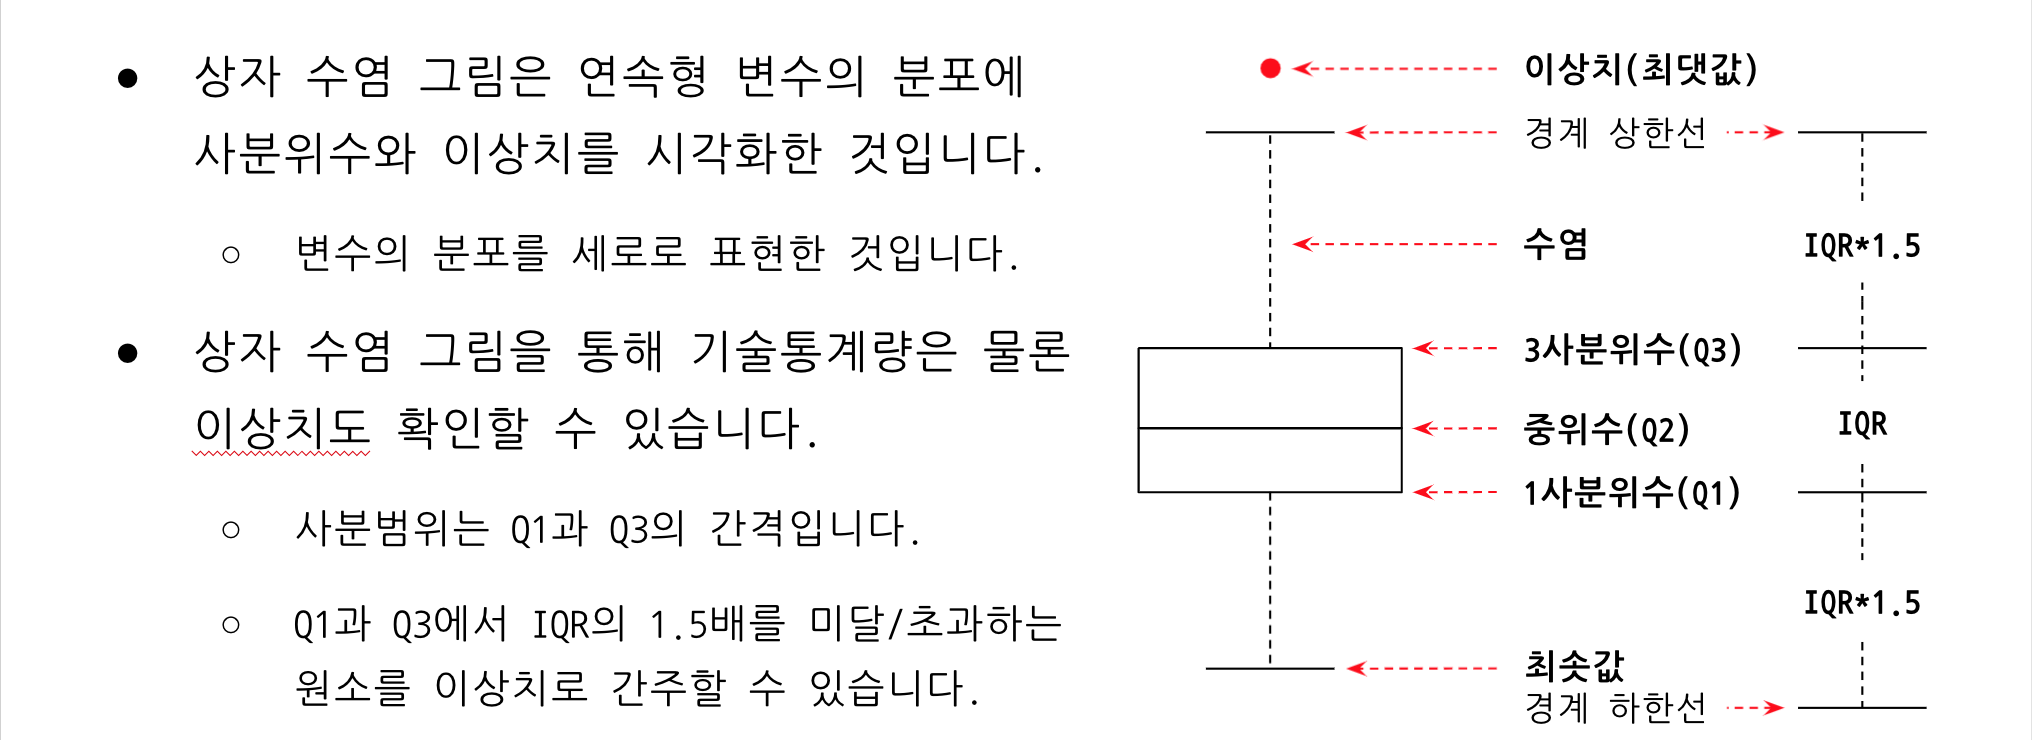 ● 상자 수염 그림은 연속형 변수의 분포에
사분위수와 이상치를 시각화한 것입니다.
○ 변수의 분포를 세로로 표현한 것입니다.
● 상자 수염 그림을 통해 기술통계량은 물론
이상치도 확인할 수 있습니다.
○ 사분범위는 Q1과 Q3의 간격입니다.
○ Q1과 Q3에서 IQR의 1.5배를 미달/초과하는
원소를 이상치로 간주할 수 있습니다.
이상치(최댓값)
경계 상한선
수염
IQR*1.5
3사분위수(Q3)
중위수(Q2)
IQR
1사분위수(Q1)
IQR*1.5
최솟값
경계 하한선